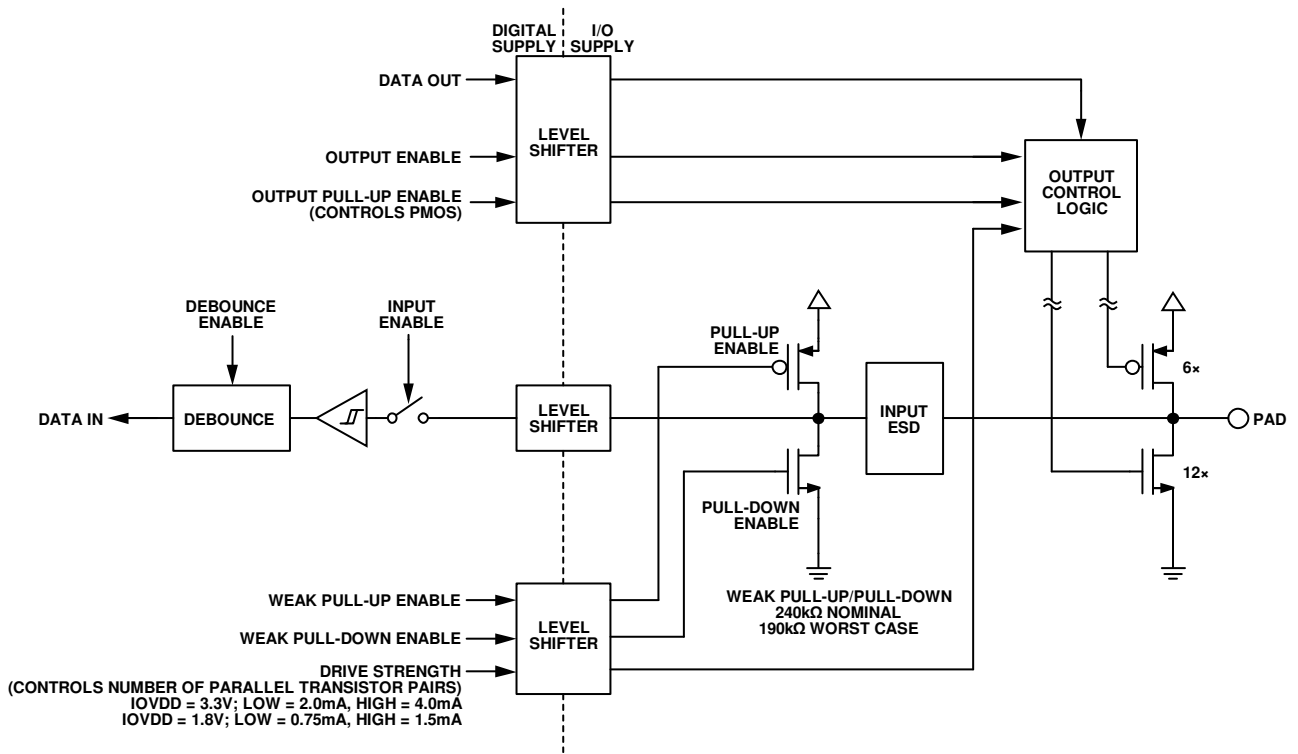 DIGITAL SUPPLY
I/O SUPPLY
DATA OUT
OUTPUT ENABLE
OUTPUT PULL-UP ENABLE
(CONTROLS PMOS)
LEVEL
SHIFTER
OUTPUT
CONTROL
LOGIC
DEBOUNCE
ENABLE
INPUT
ENABLE
PULL-UP
ENABLE
6×
DATA IN
DEBOUNCE
LEVEL
SHIFTER
INPUT
ESD
PAD
12×
PULL-DOWN
ENABLE
WEAK PULL-UP/PULL-DOWN
240kΩ NOMINAL
190kΩ WORST CASE
WEAK PULL-UP ENABLE
WEAK PULL-DOWN ENABLE
LEVEL
SHIFTER
DRIVE STRENGTH
(CONTROLS NUMBER OF PARALLEL TRANSISTOR PAIRS)
IOVDD = 3.3V; LOW = 2.0mA, HIGH = 4.0mA
IOVDD = 1.8V; LOW = 0.75mA, HIGH = 1.5mA